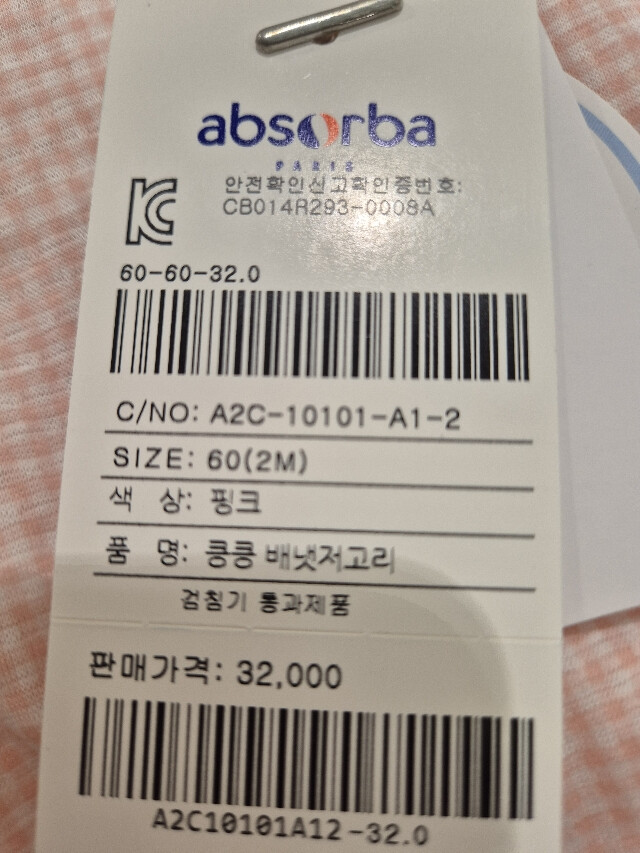 absorba
PARIS
안전확인신고확인증번호:
CB014R293-0008A
60-60-32.0
C/NO: A2C-10101-A1-2
SIZE: 60(2M)
색 상: 핑크
품 명: 킁킁 배냇저고리
검침기 통과제품
판매가격: 32,000
A2C10101A12-32.0